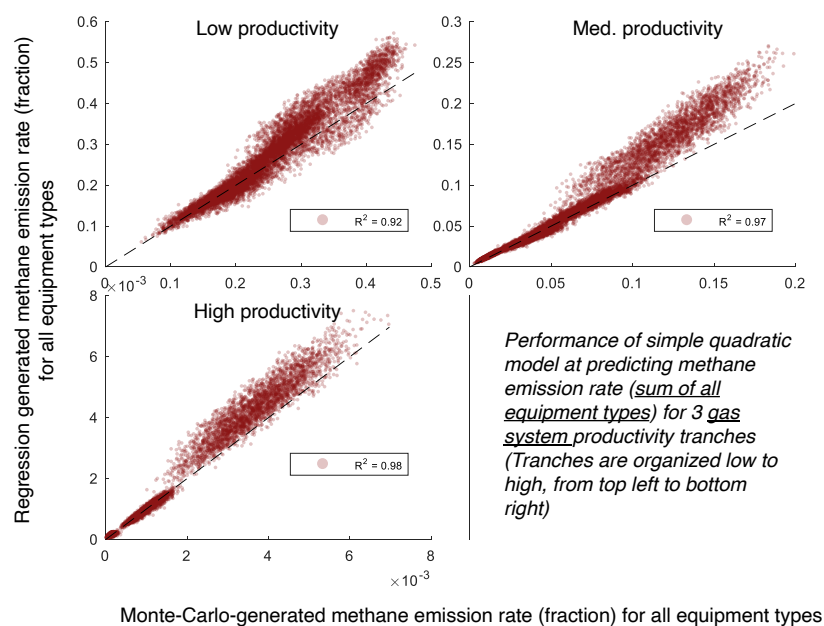 Regression generated methane emission rate (fraction)
for all equipment types
Low productivity
0.6
0.5
0.4
0.3
0.2
0.1
0
R² = 0.92
0 0.1 0.2 0.3 0.4 0.5
Med. productivity
0.3
0.25
0.2
0.15
0.1
0.05
0
R² = 0.97
0 0.05 0.1 0.15 0.2
×10⁻³
High productivity
8
6
4
2
0
R² = 0.98
0 2 4 6 8
×10⁻³
Performance of simple quadratic
model at predicting methane
emission rate (sum of all
equipment types) for 3 gas
system productivity tranches
(Tranches are organized low to
high, from top left to bottom
right)
Monte-Carlo-generated methane emission rate (fraction) for all equipment types